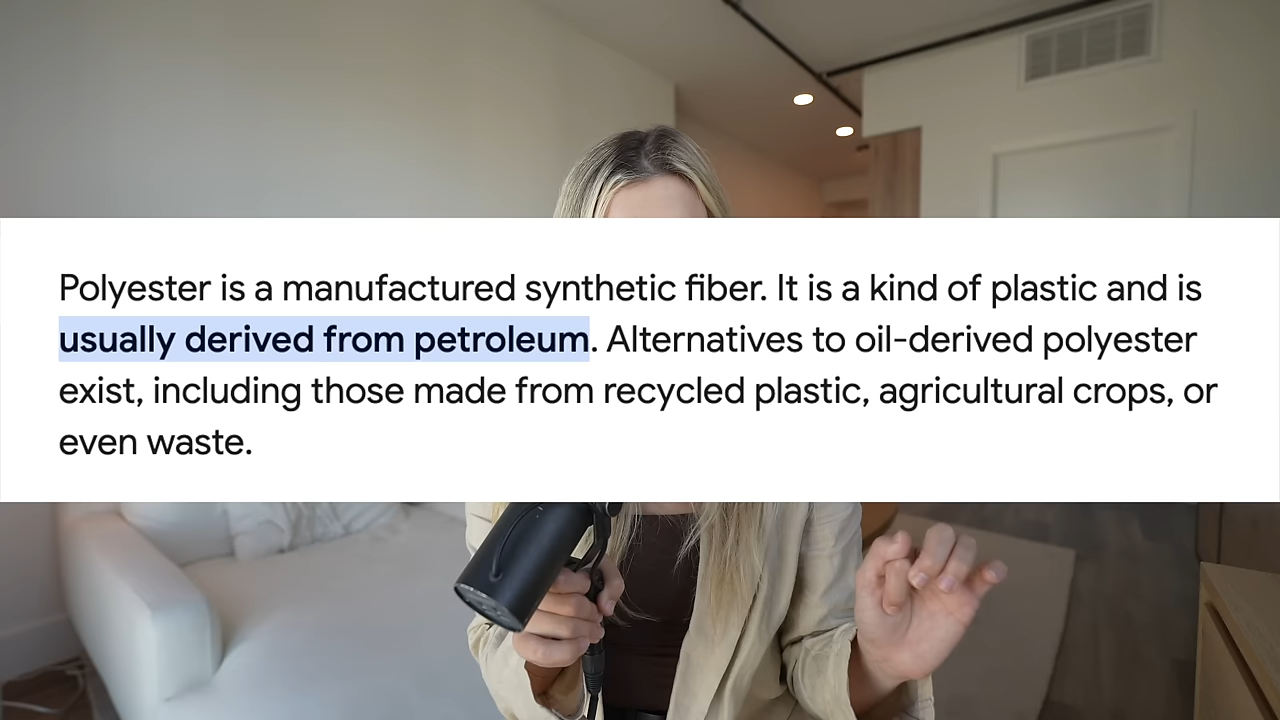 Polyester is a manufactured synthetic fiber. It is a kind of plastic and is
usually derived from petroleum. Alternatives to oil-derived polyester
exist, including those made from recycled plastic, agricultural crops, or
even waste.